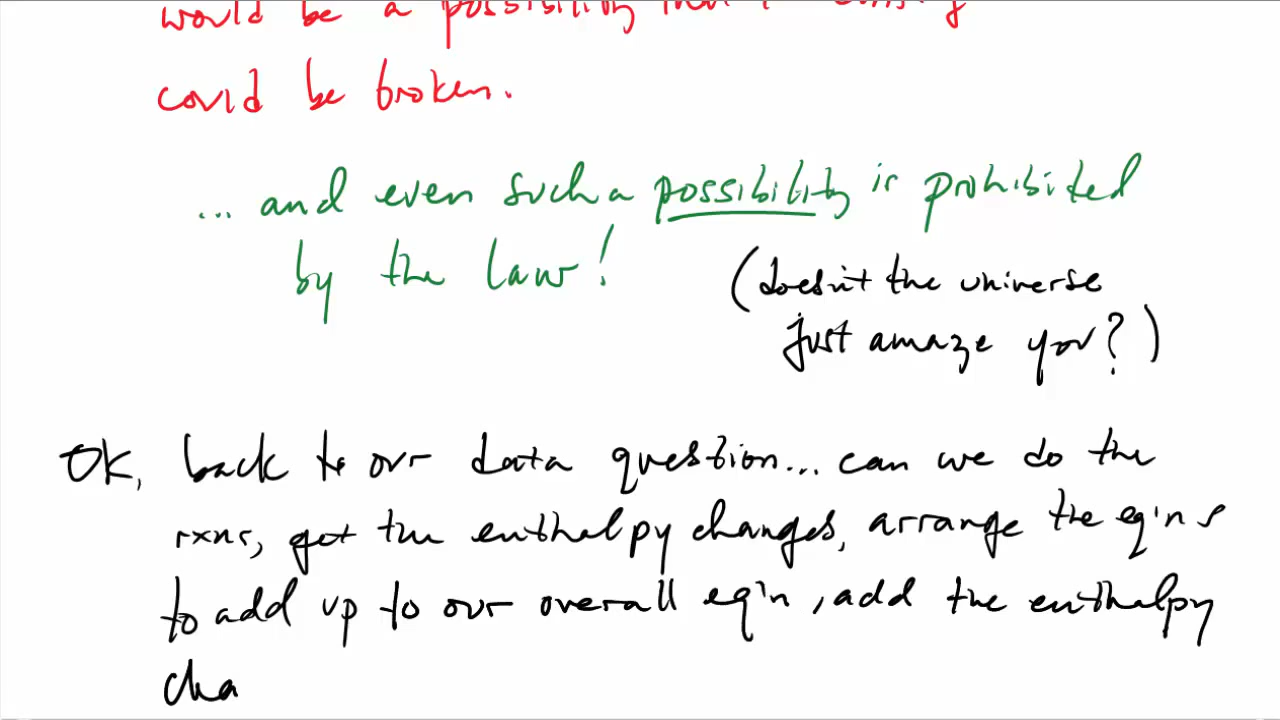 would be a possibility
could be broken.
... and even such a possibility is prohibited
by the law!
(doesn't the universe
just amaze you?)
OK, back to our data question... can we do the
rxns, get the enthalpy changes, arrange the eq'ns
to add up to our overall eq'n, add the enthalpy
cha